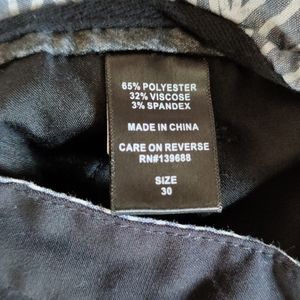 65% POLYESTER
32% VISCOSE
3% SPANDEX
MADE IN CHINA
CARE ON REVERSE
RN#139688
SIZE
30